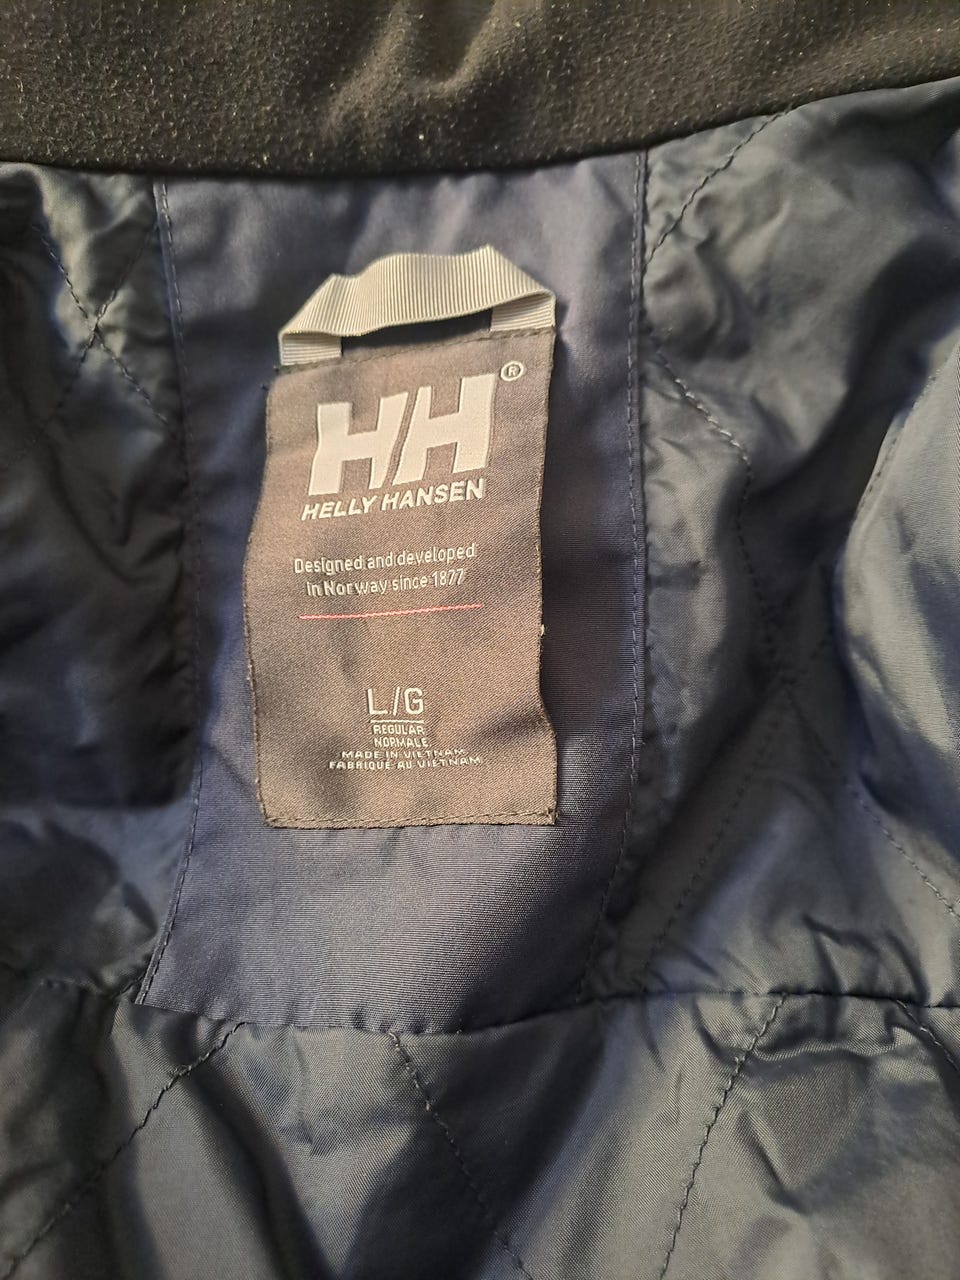 HH®
HELLY HANSEN
Designed and developed
in Norway since 1877
L/G
REGULAR
NORMALE
MADE IN VIETNAM
FABRIQUÉ AU VIETNAM